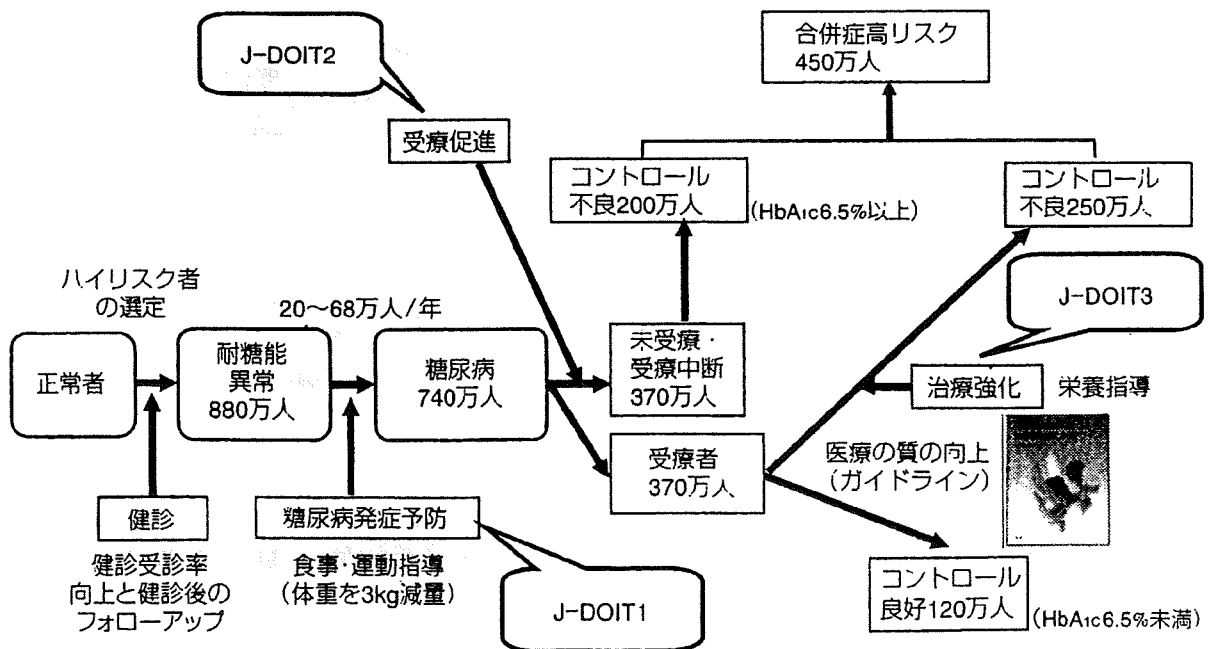 J-DOIT2
合併症高リスク
450万人
受療促進
コントロール
不良200万人
(HbA1c6.5%以上)
コントロール
不良250万人
ハイリスク者
の選定
20〜68万人/年
J-DOIT3
正常者
耐糖能
異常
880万人
糖尿病
740万人
未受療・
受療中断
370万人
治療強化
栄養指導
受療者
370万人
医療の質の向上
(ガイドライン)
健診
糖尿病発症予防
健診受診率
向上と健診後の
フォローアップ
食事・運動指導
(体重を3kg減量)
J-DOIT1
コントロール
良好120万人
(HbA1c6.5%未満)